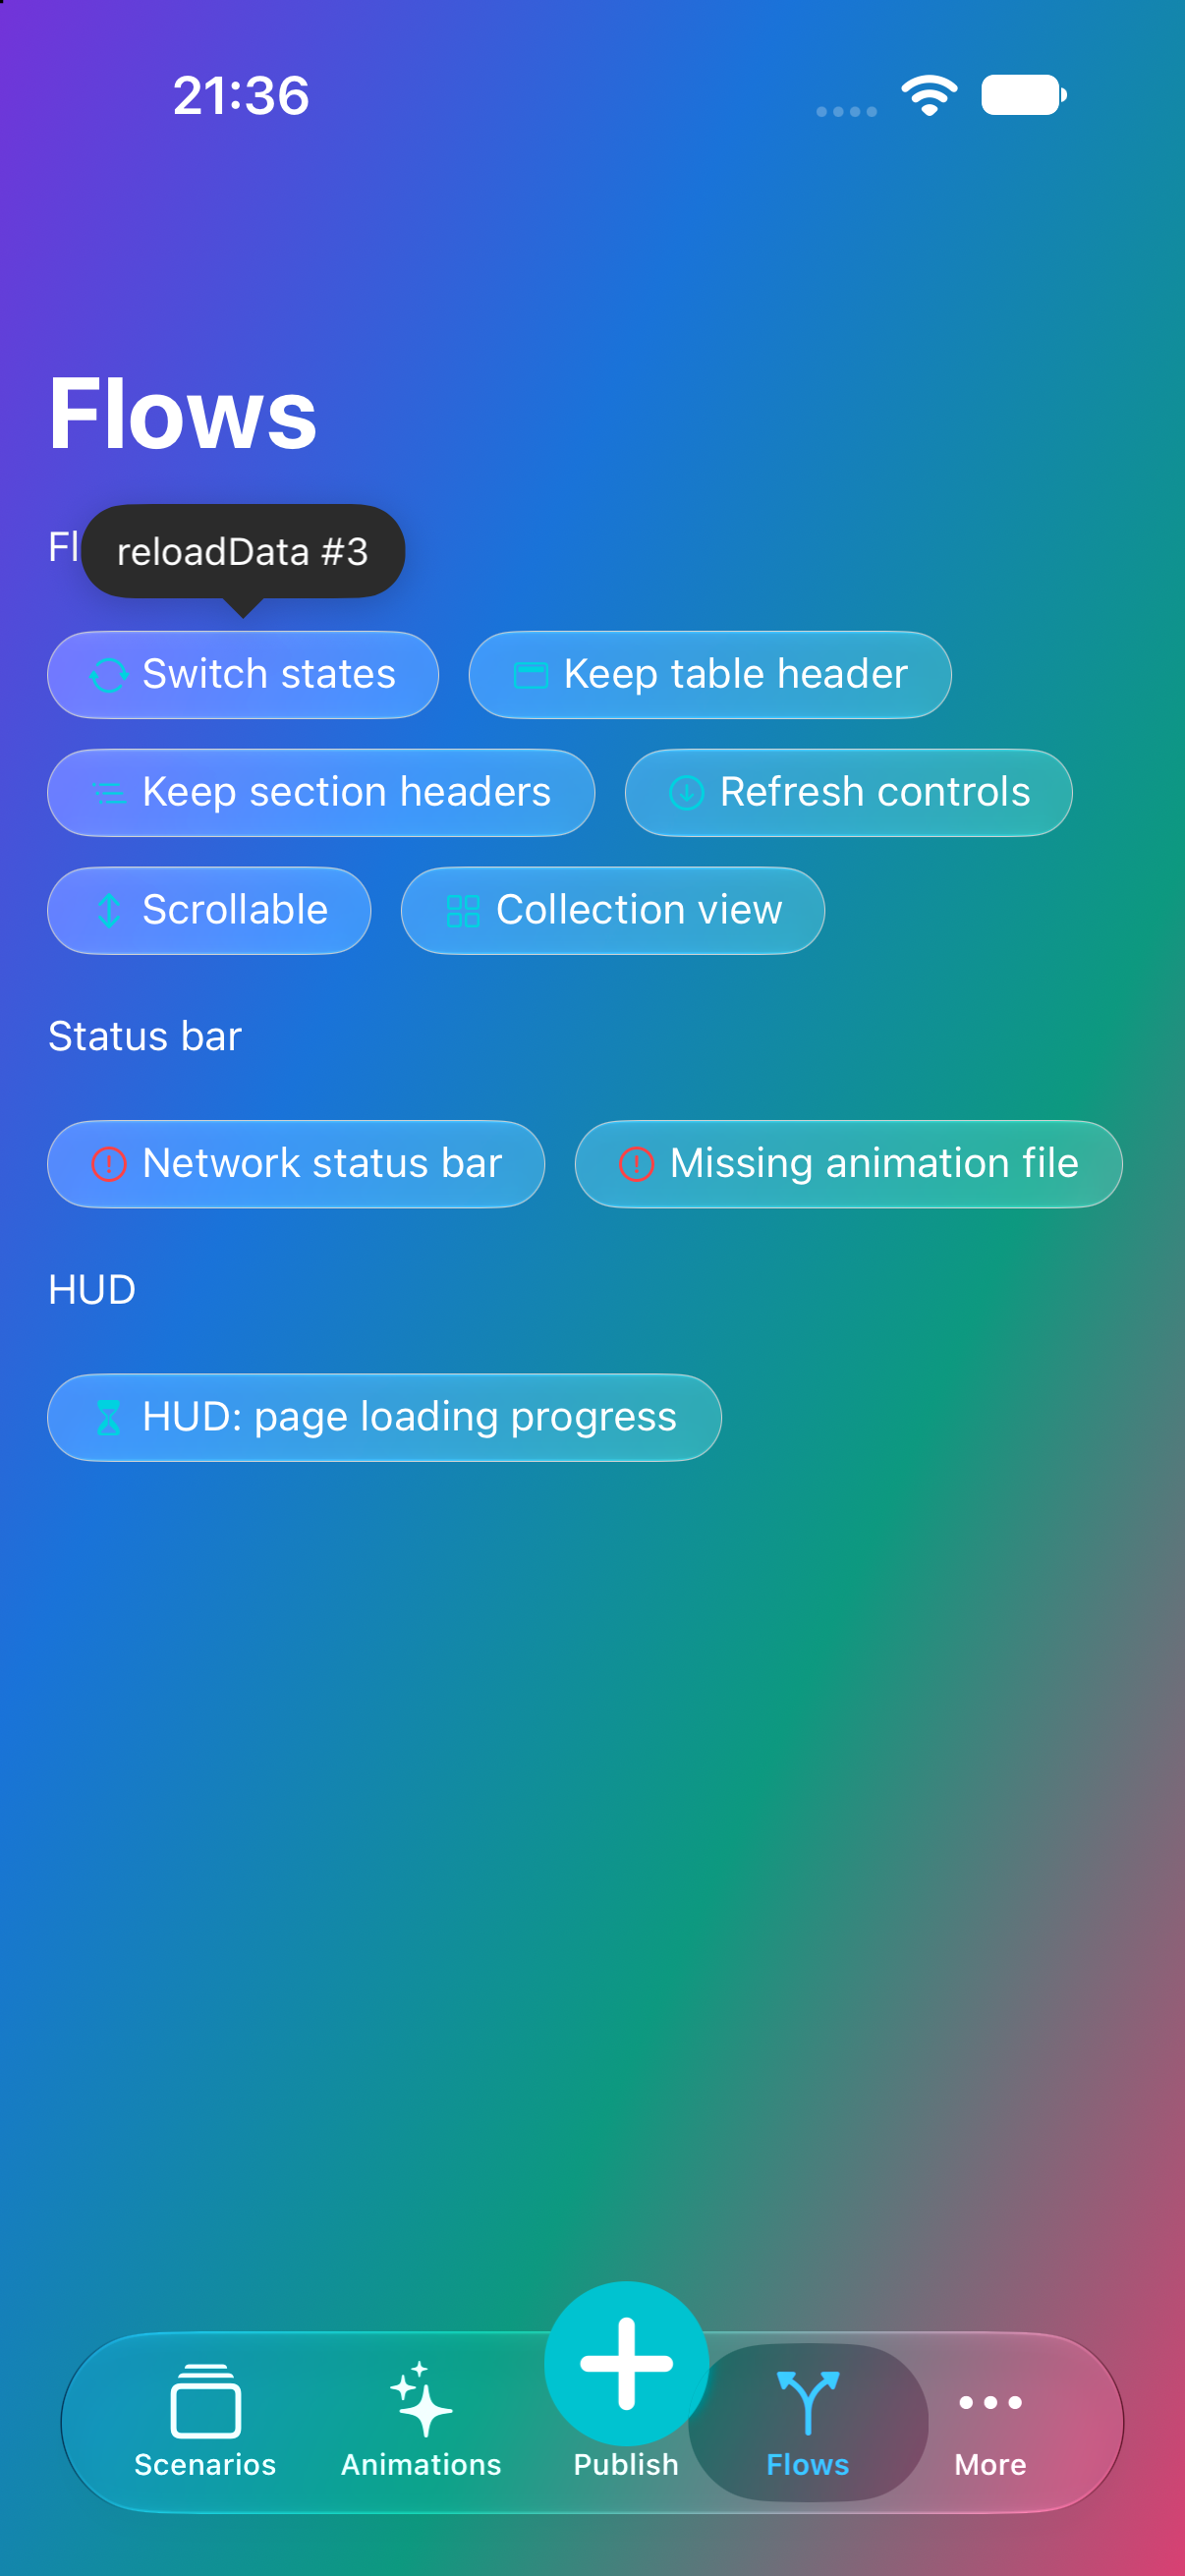 21:36
Flows
Fl
reloadData #3
Switch states
Keep table header
Keep section headers
Refresh controls
Scrollable
Collection view
Status bar
Network status bar
Missing animation file
HUD
HUD: page loading progress
Scenarios
Animations
Publish
Flows
More